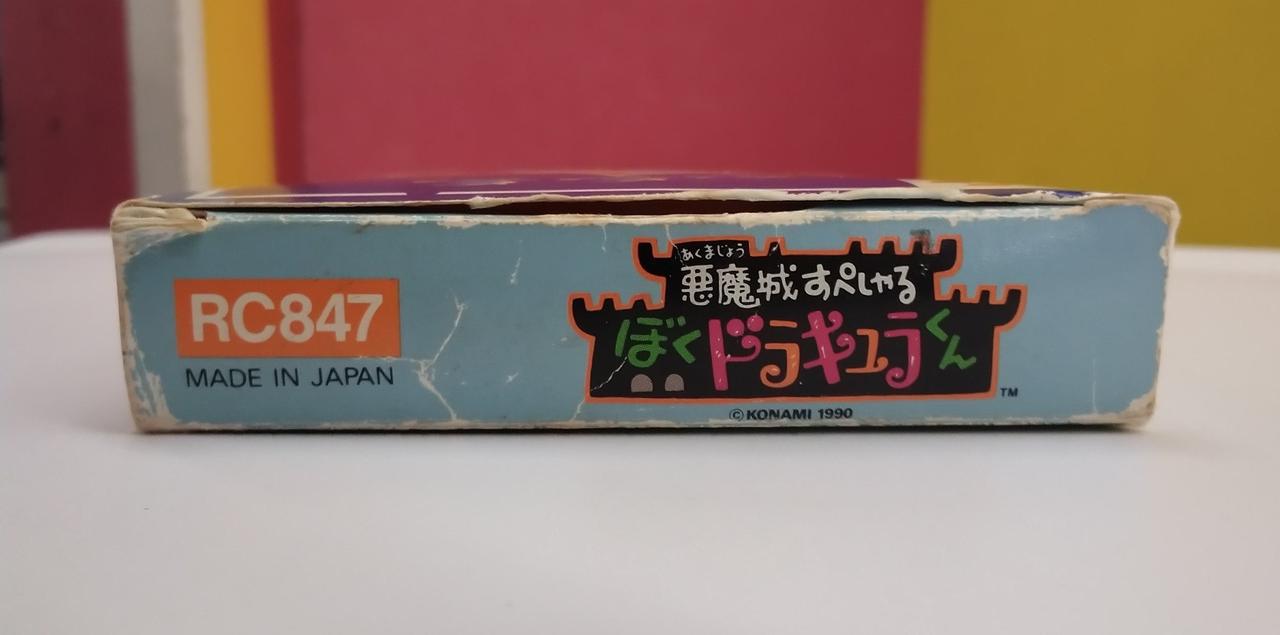 RC847
MADE IN JAPAN
あくまじょう
悪魔城すぺしゃる
ぼくドラキュラくん
TM
©KONAMI 1990